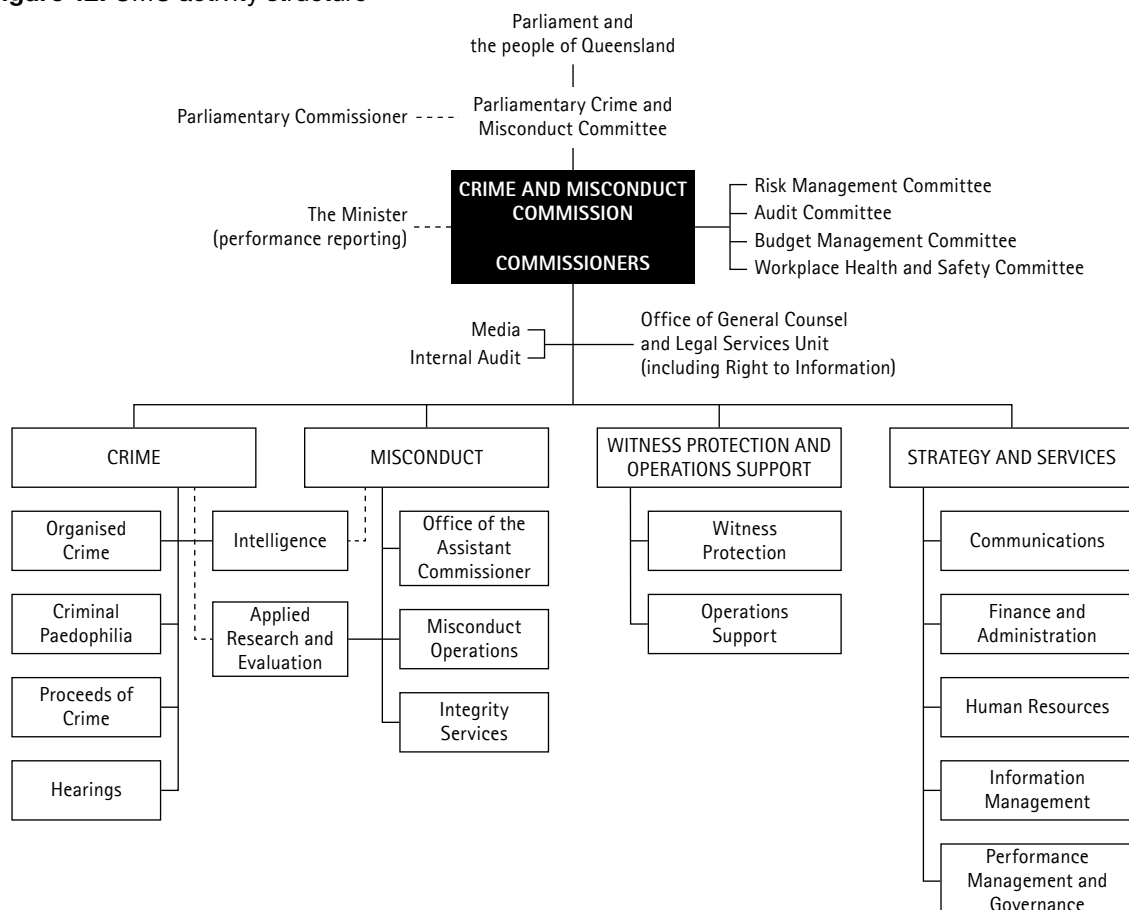 Parliament and
the people of Queensland
Parliamentary Commissioner
Parliamentary Crime and
Misconduct Committee
CRIME AND MISCONDUCT
COMMISSION
COMMISSIONERS
The Minister
(performance reporting)
Risk Management Committee
Audit Committee
Budget Management Committee
Workplace Health and Safety Committee
Media
Internal Audit
Office of General Counsel
and Legal Services Unit
(including Right to Information)
CRIME
MISCONDUCT
WITNESS PROTECTION AND
OPERATIONS SUPPORT
STRATEGY AND SERVICES
Organised
Crime
Intelligence
Office of the
Assistant
Commissioner
Witness
Protection
Communications
Criminal
Paedophilia
Applied
Research and
Evaluation
Misconduct
Operations
Operations
Support
Finance and
Administration
Proceeds of
Crime
Integrity
Services
Human Resources
Hearings
Information
Management
Performance
Management and
Governance